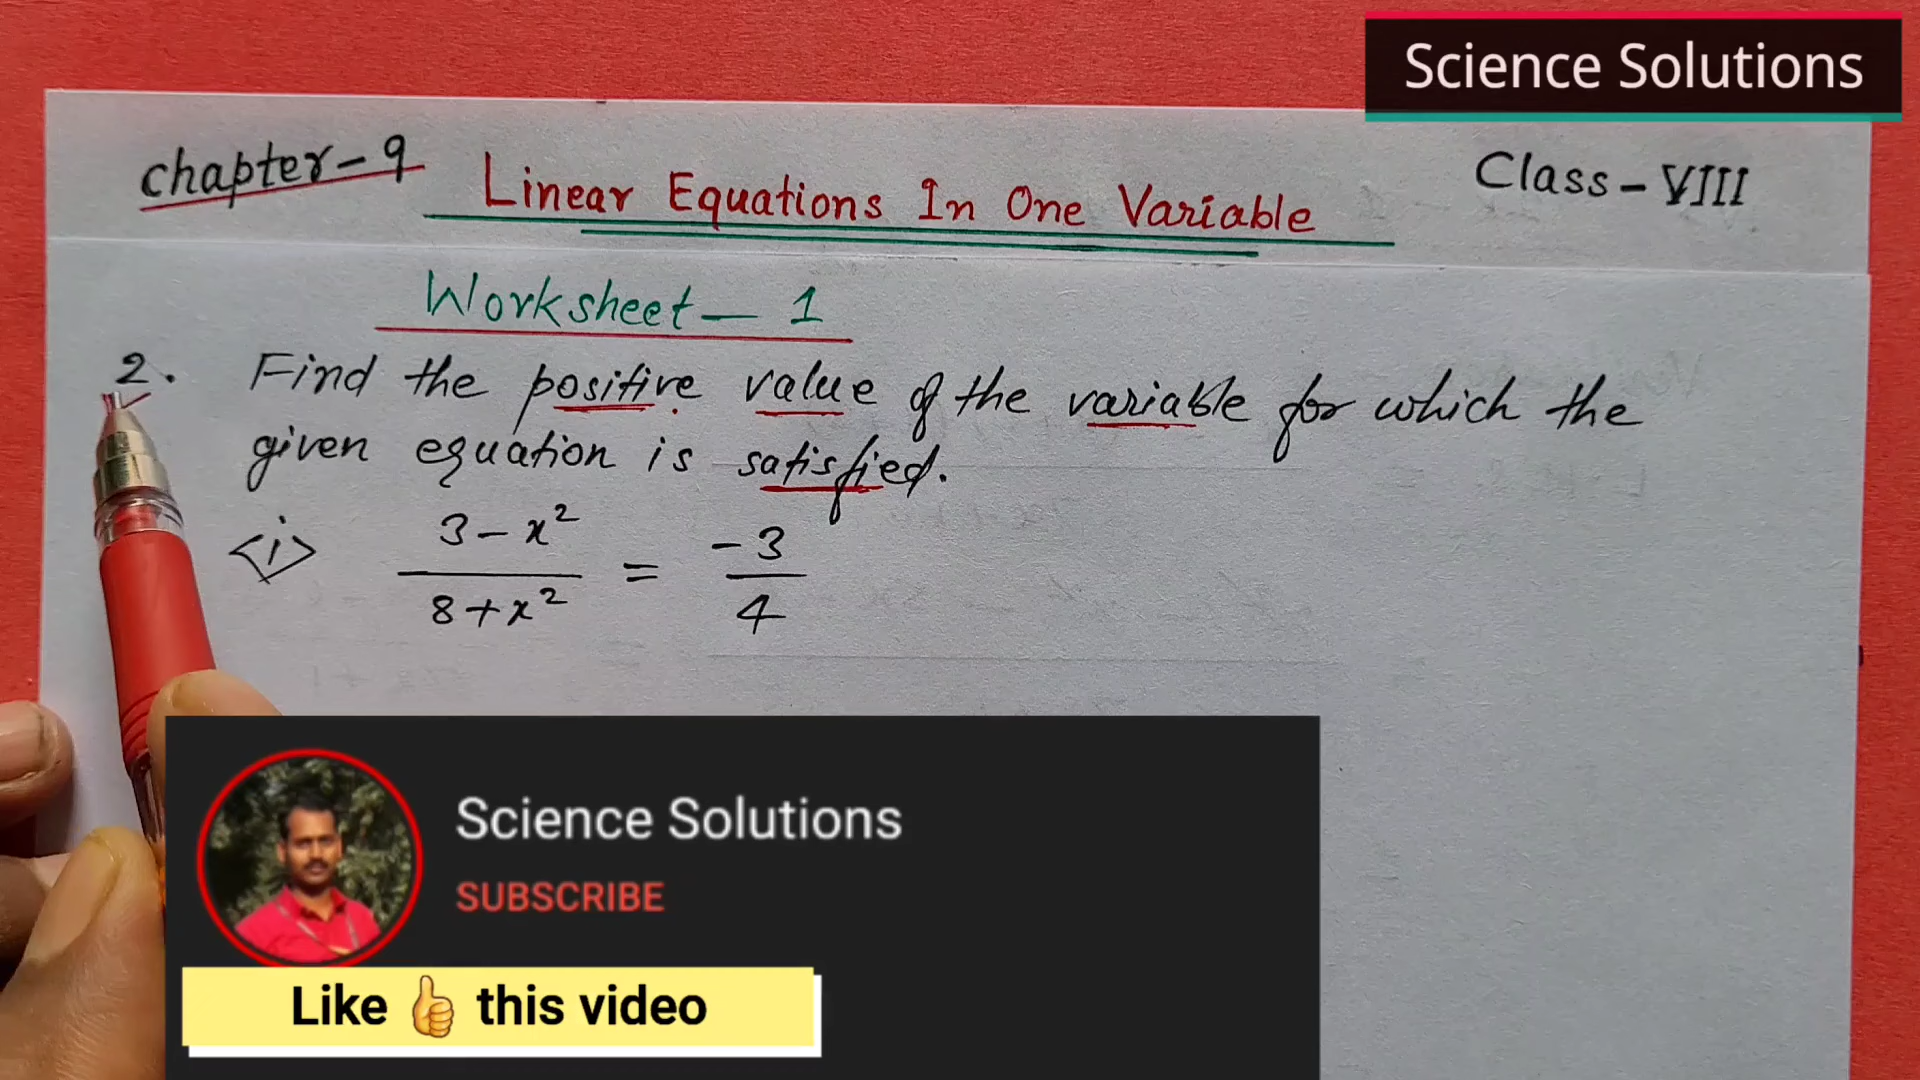 Science Solutions
chapter-9 Linear Equations In One Variable Class-VIII
Worksheet-1
2. Find the positive value of the variable for which the
given equation is satisfied.
<i> 3-x² / 8+x² = -3 / 4
Science Solutions
SUBSCRIBE
Like 👍 this video